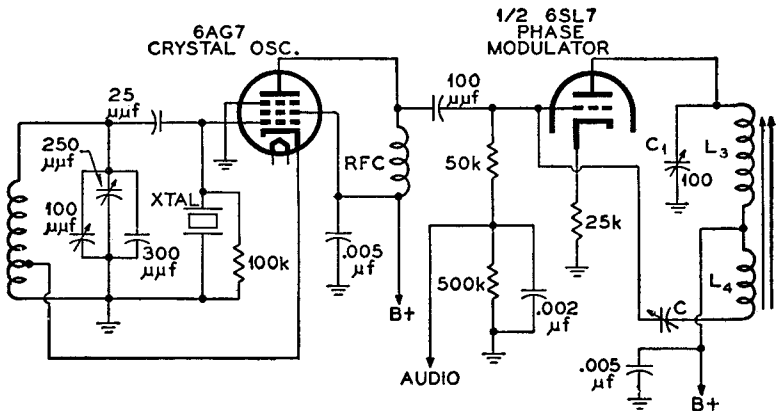 6AG7
CRYSTAL OSC.
1/2 6SL7
PHASE
MODULATOR
25
μμf
250
μμf
100
μμf
300
μμf
XTAL
100k
RFC
.005
μf
B+
100
μμf
50k
500k
.002
μf
AUDIO
25k
C1
100
L3
L4
C
.005
μf
B+